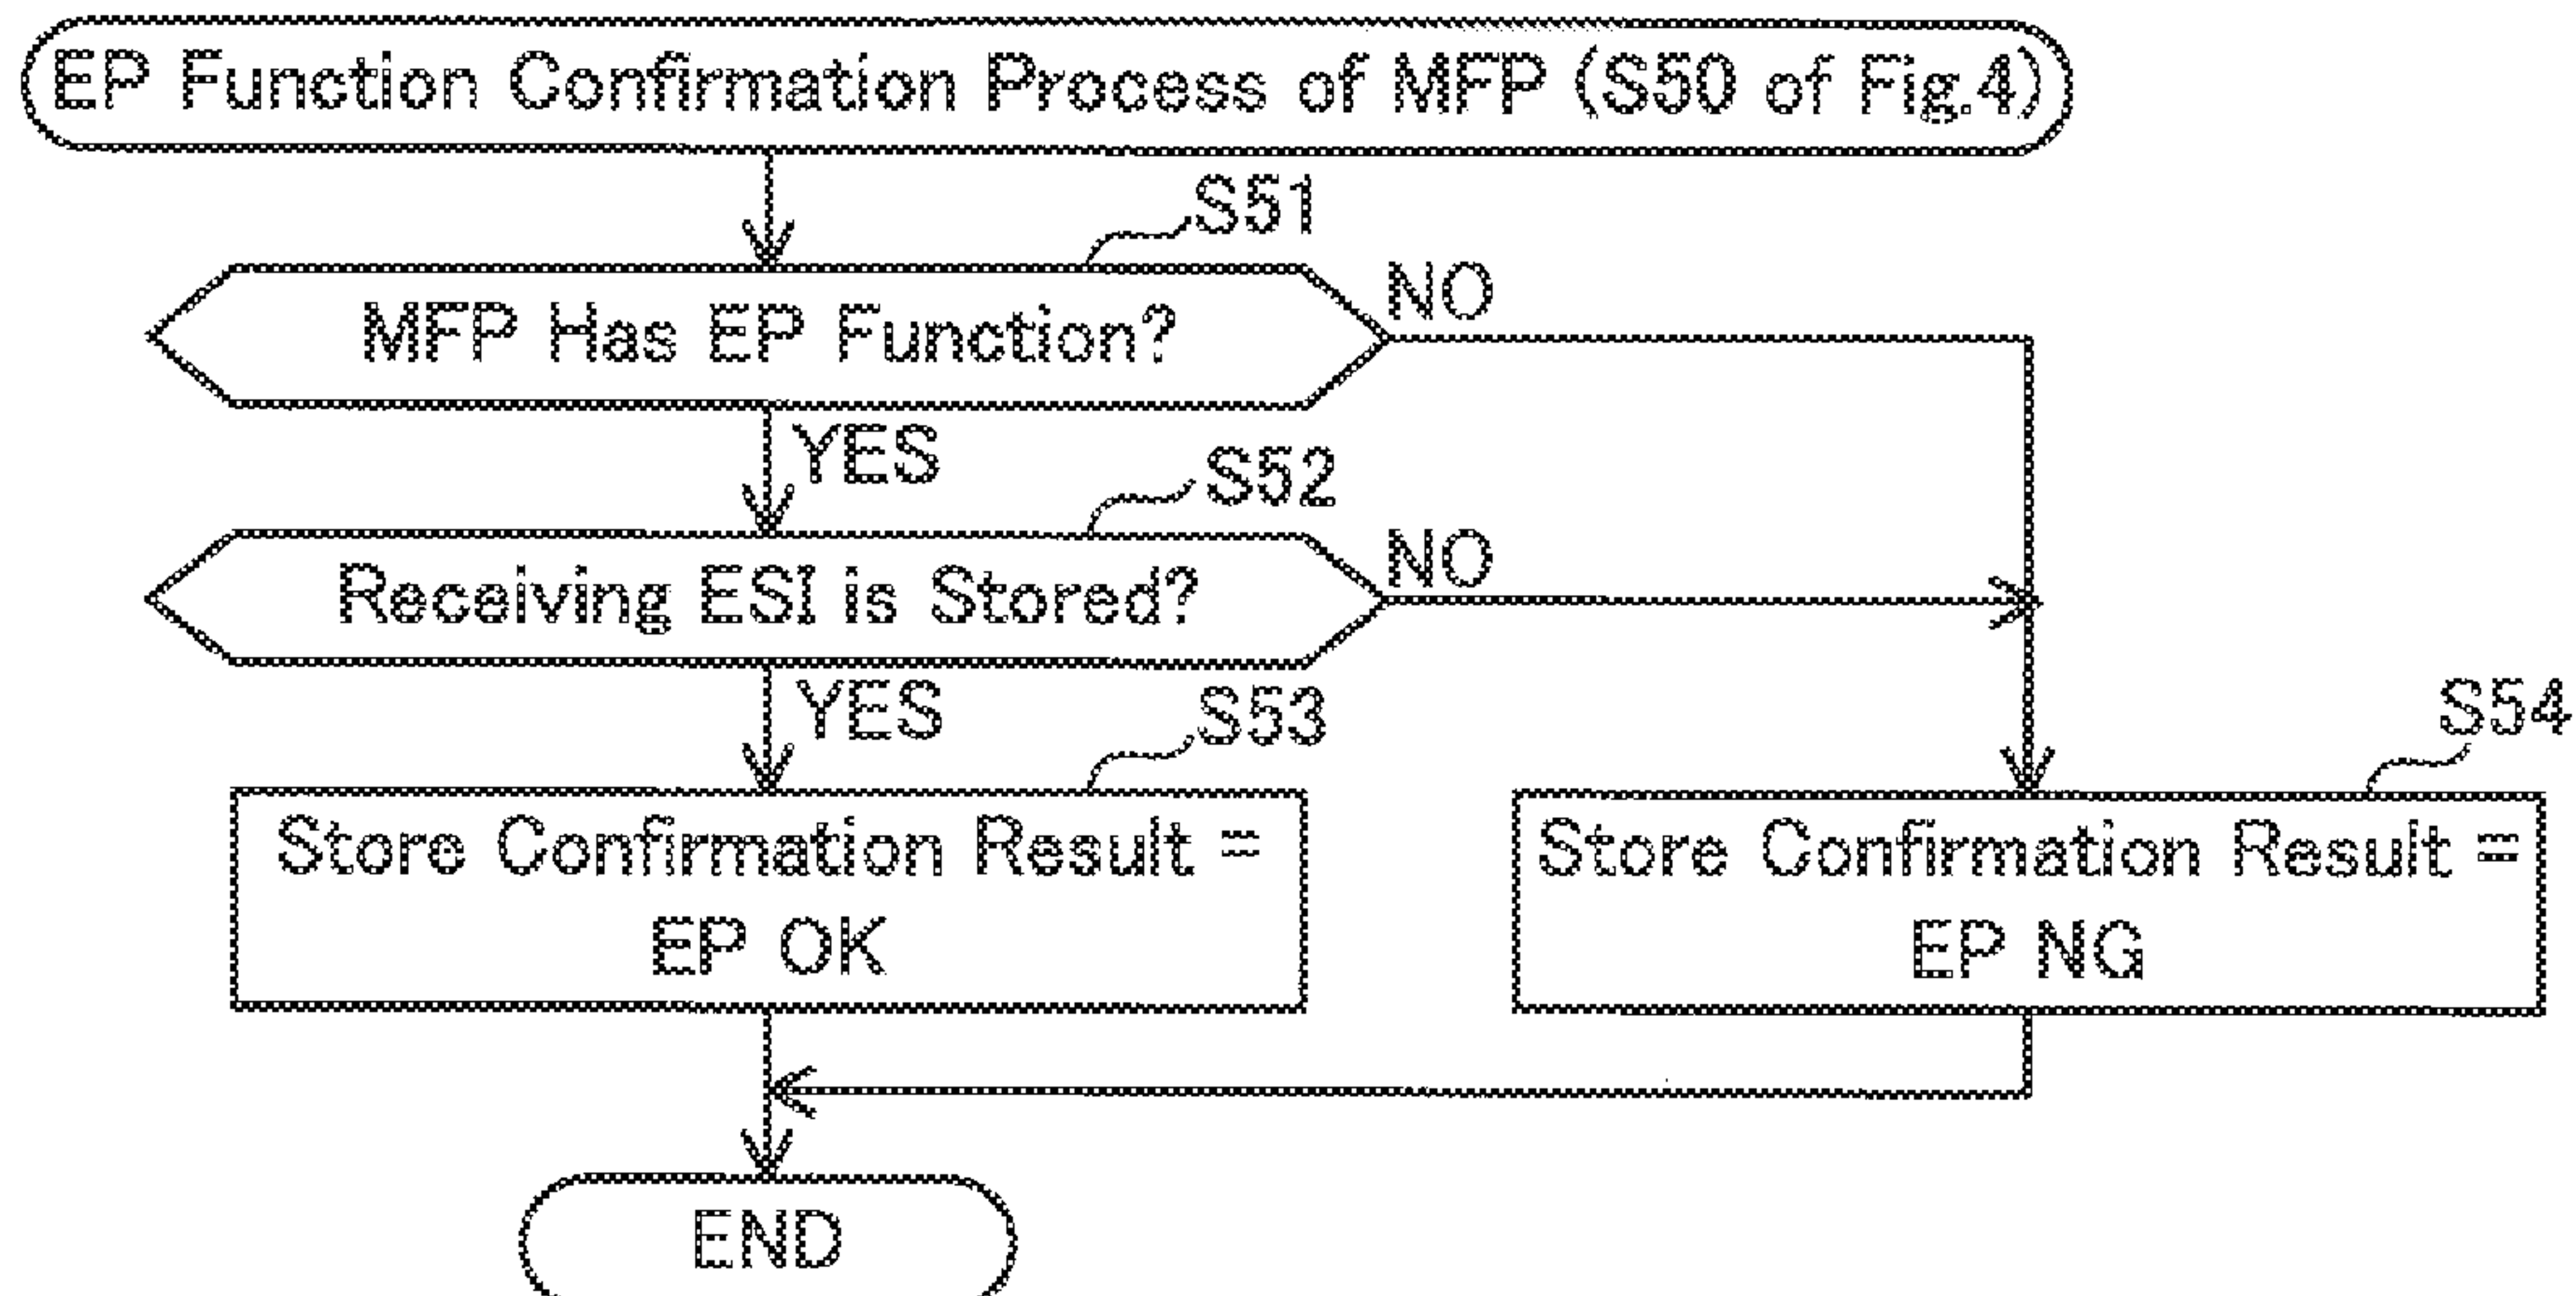 EP Function Confirmation Process of MFP (S50 of Fig.4)
S51
MFP Has EP Function?
NO
YES
S52
Receiving ESI is Stored?
NO
YES
S53
Store Confirmation Result =
EP OK
S54
Store Confirmation Result =
EP NG
END